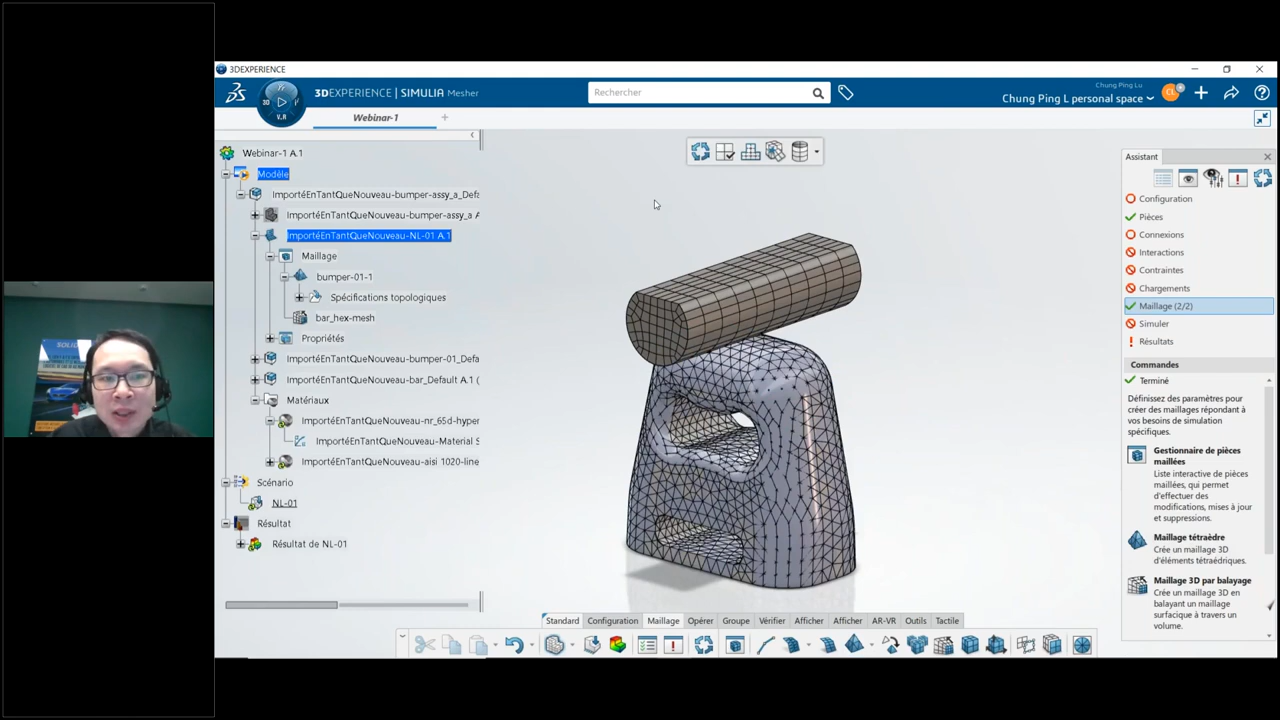 3DEXPERIENCE
3DEXPERIENCE | SIMULIA Mesher
Rechercher
Chung Ping Lu
Chung Ping L personal space
3D
V.R
Webinar-1
Webinar-1 A.1
Modèle
ImportéEnTantQueNouveau-bumper-assy_a_Defa
ImportéEnTantQueNouveau-bumper-assy_a A
ImportéEnTantQueNouveau-NL-01 A.1
Maillage
bumper-01-1
Spécifications topologiques
bar_hex-mesh
Propriétés
ImportéEnTantQueNouveau-bumper-01_Defa
ImportéEnTantQueNouveau-bar_Default A.1 (
Matériaux
ImportéEnTantQueNouveau-nr_65d-hyper
ImportéEnTantQueNouveau-Material S
ImportéEnTantQueNouveau-aisi 1020-line
Scénario
NL-01
Résultat
Résultat de NL-01
Assistant
Configuration
Pièces
Connexions
Interactions
Contraintes
Chargements
Maillage (2/2)
Simuler
Résultats
Commandes
Terminé
Définissez des paramètres pour
créer des maillages répondant à
vos besoins de simulation
spécifiques.
Gestionnaire de pièces
maillées
Liste interactive de pièces
maillées, qui permet
d'effectuer des
modifications, mises à jour
et suppressions.
Maillage tétraèdre
Crée un maillage 3D
d'éléments tétraédriques.
Maillage 3D par balayage
Crée un maillage 3D en
balayant un maillage
surfacique à travers un
volume.
Standard Configuration Maillage Opérer Groupe Vérifier Afficher Afficher AR-VR Outils Tactile